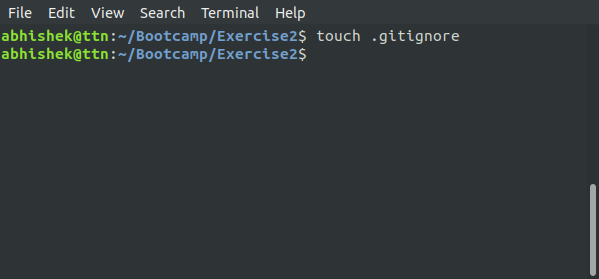 File Edit View Search Terminal Help
abhishek@ttn:~/Bootcamp/Exercise2$ touch .gitignore
abhishek@ttn:~/Bootcamp/Exercise2$